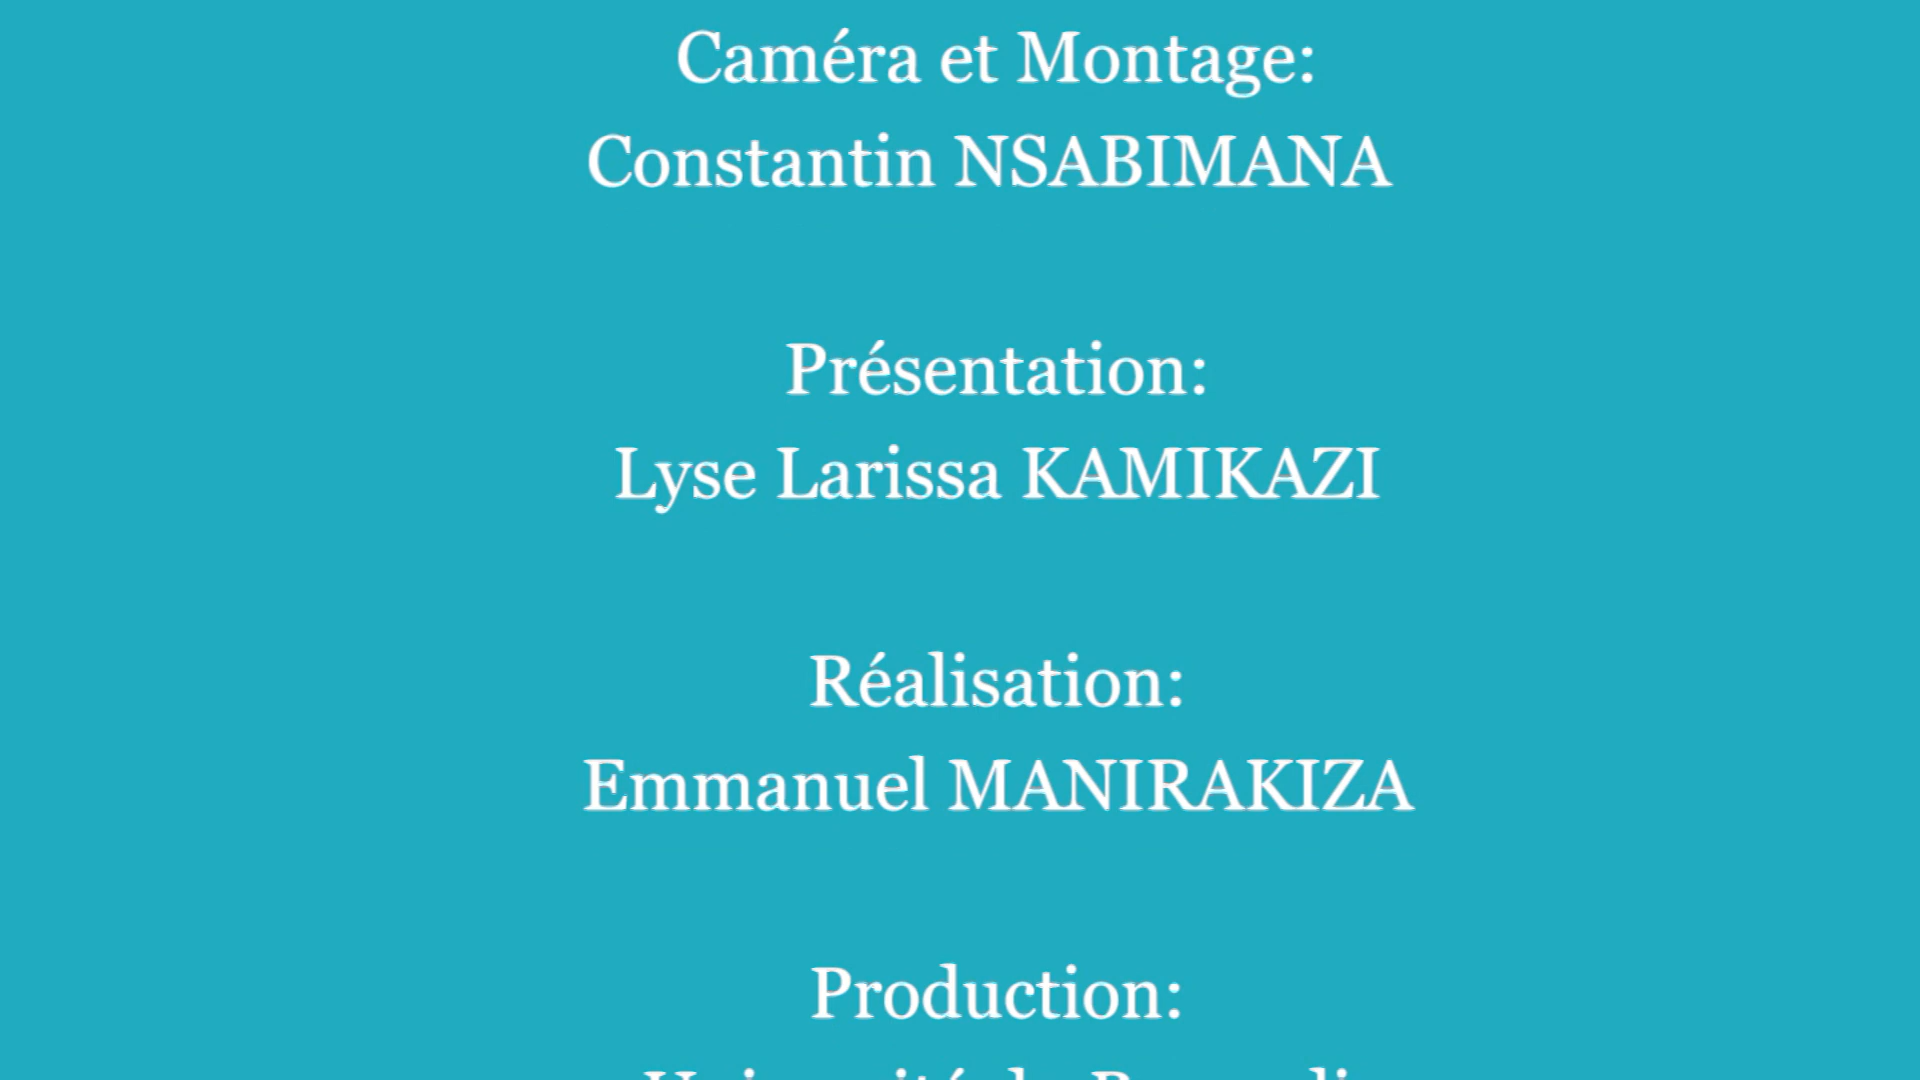 Caméra et Montage:
Constantin NSABIMANA
Présentation:
Lyse Larissa KAMIKAZI
Réalisation:
Emmanuel MANIRAKIZA
Production: